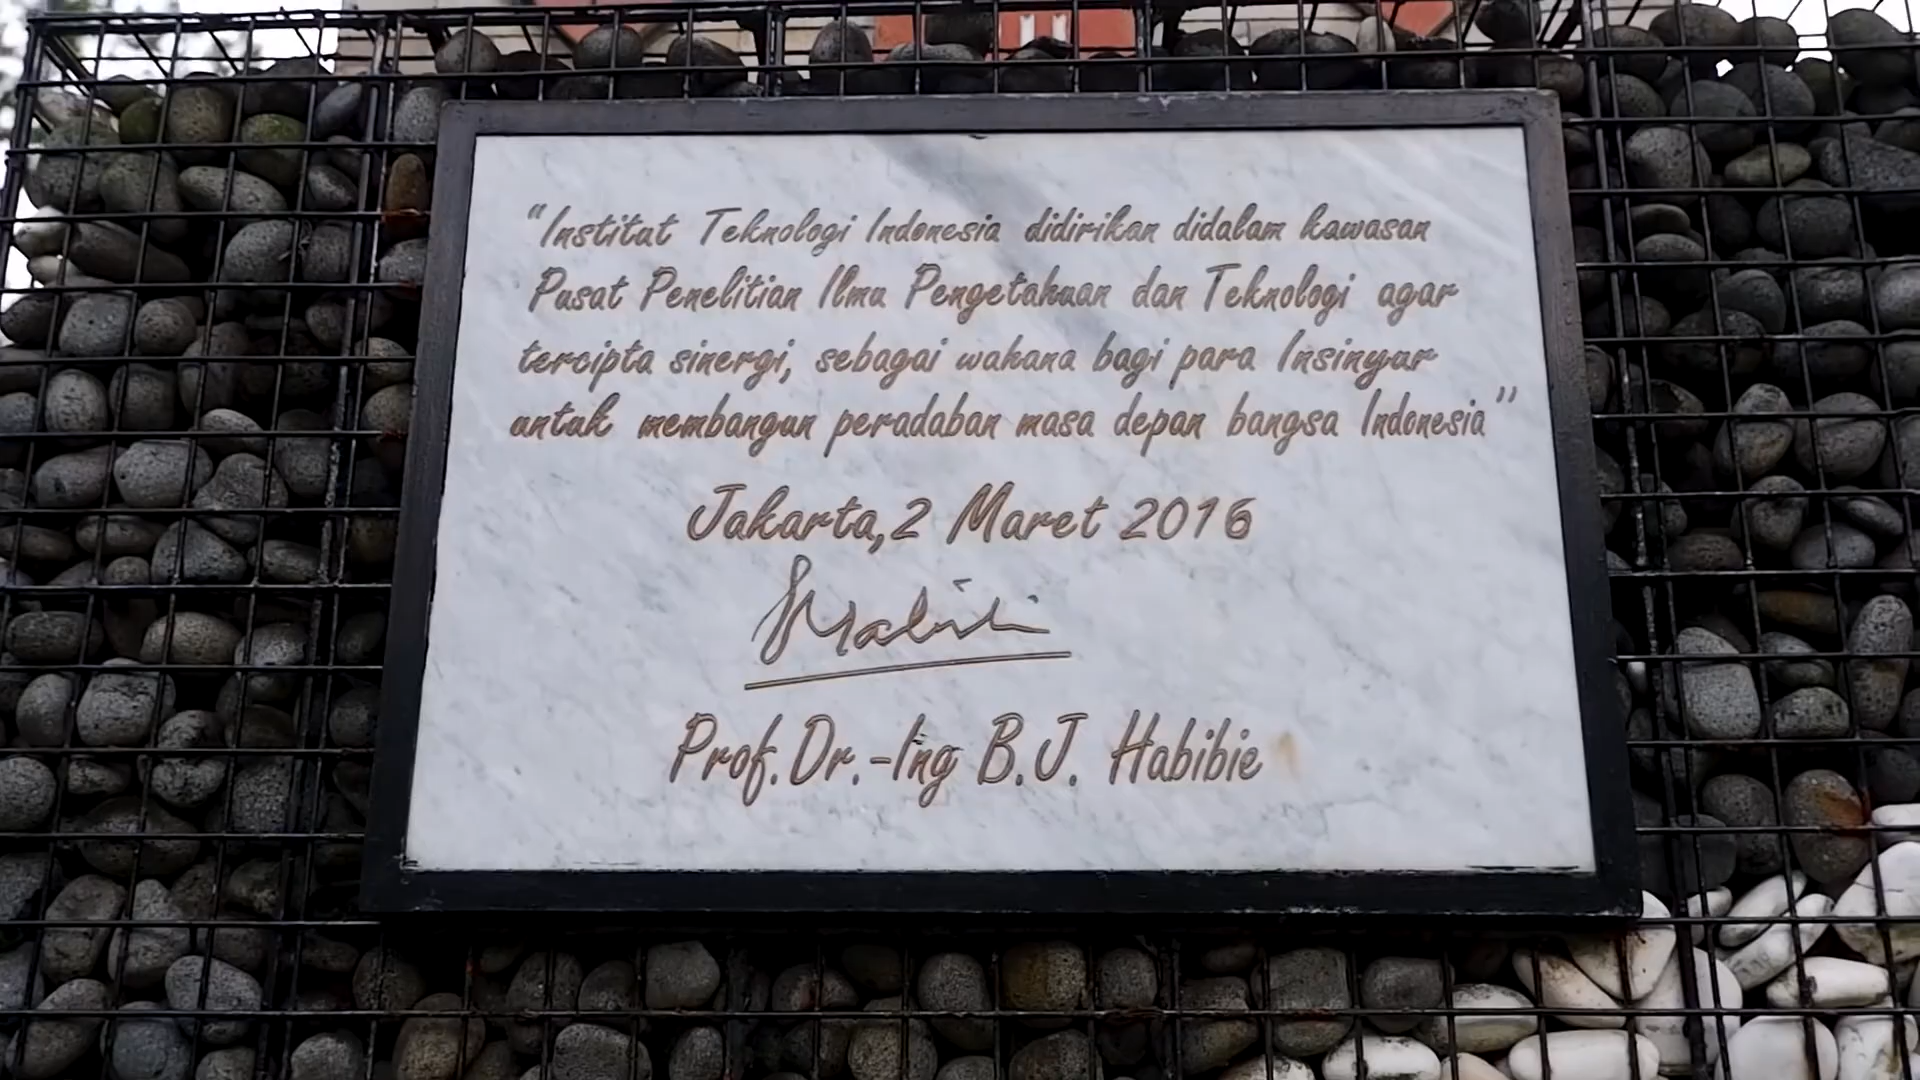 "Institut Teknologi Indonesia didirikan didalam kawasan
Pusat Penelitian Ilmu Pengetahuan dan Teknologi agar
tercipta sinergi, sebagai wahana bagi para Insinyur
untuk membangun peradaban masa depan bangsa Indonesia"
Jakarta,2 Maret 2016
Habibie
Prof.Dr.-Ing B.J. Habibie